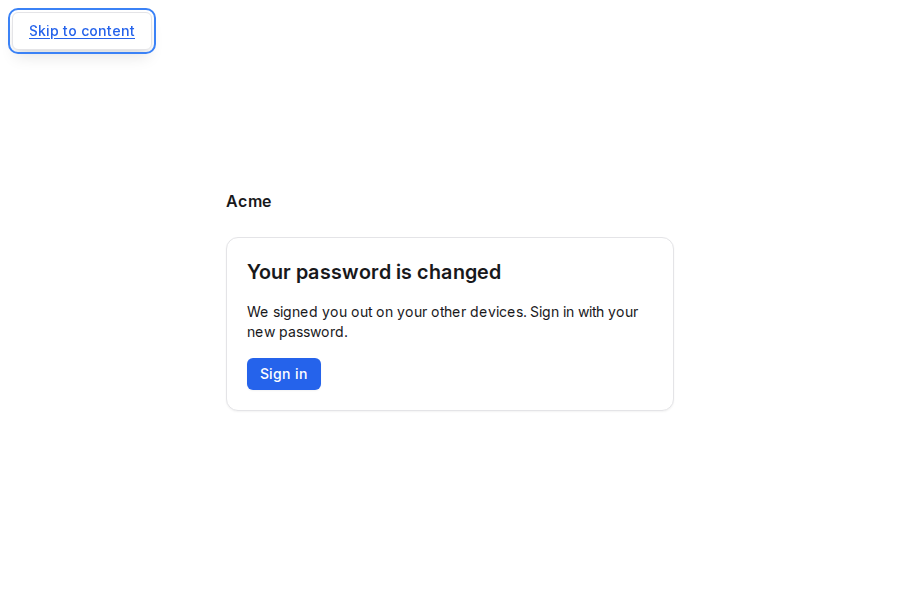 Skip to content
Acme
Your password is changed
We signed you out on your other devices. Sign in with your
new password.
Sign in